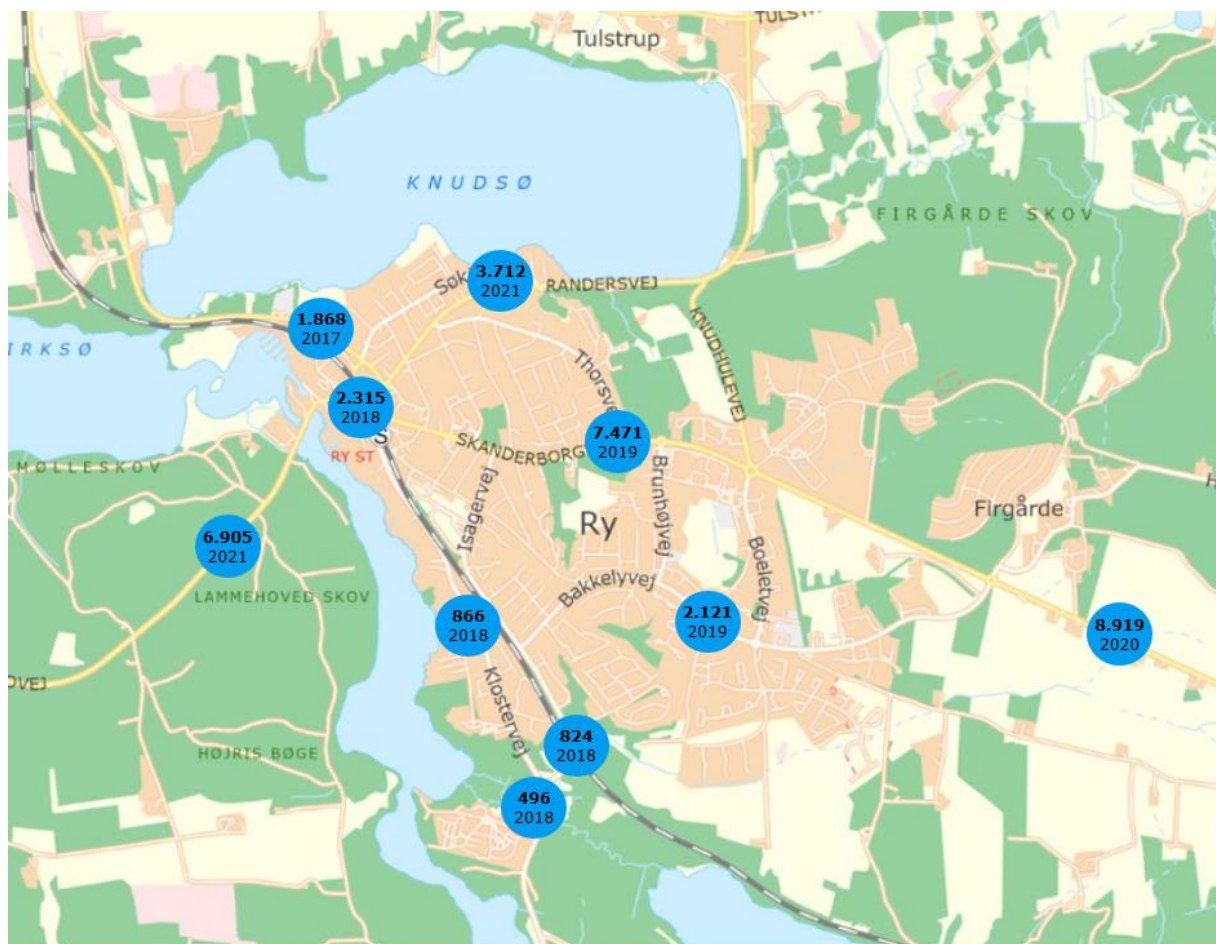 TULST
Tulstrup
KNUDSØ
FIRGÅRDE SKOV
3.712
2021
Søk
RANDERSVEJ
1.868
2017
KNUDHULEVEJ
IRKSØ
Thorsve
2.315
2018
S
7.471
2019
SKANDERBORG
RY ST
MØLLESKOV
Isagervej
Brunhøjvej
H
Firgårde
Ry
6.905
2021
Boeletvej
Bakkelyvej
LAMMEHOVED SKOV
866
2018
2.121
2019
8.919
2020
OVEJ
Klostervej
824
2018
HØJRIS BØGE
496
2018